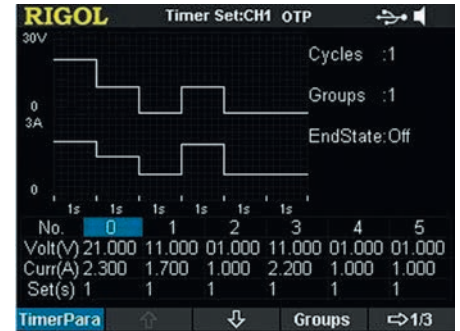 RIGOL Timer Set:CH1 OTP
30V
Cycles :1
0
Groups :1
3A
EndState:Off
0
1s 1s 1s 1s 1s 1s
No. 0 1 2 3 4 5
Volt(V) 21.000 11.000 01.000 11.000 01.000 01.000
Curr(A) 2.300 1.700 1.000 2.200 1.000 1.000
Set(s) 1 1 1 1 1 1
TimerPara Groups 1/3